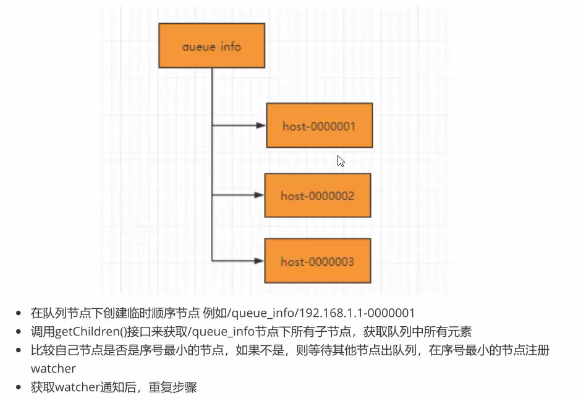 queue info
host-0000001
host-0000002
host-0000003
在队列节点下创建临时顺序节点 例如/queue_info/192.168.1.1-0000001
调用getChildren()接口来获取/queue_info节点下所有子节点，获取队列中所有元素
比较自己节点是否是序号最小的节点，如果不是，则等待其他节点出队列，在序号最小的节点注册
watcher
获取watcher通知后，重复步骤